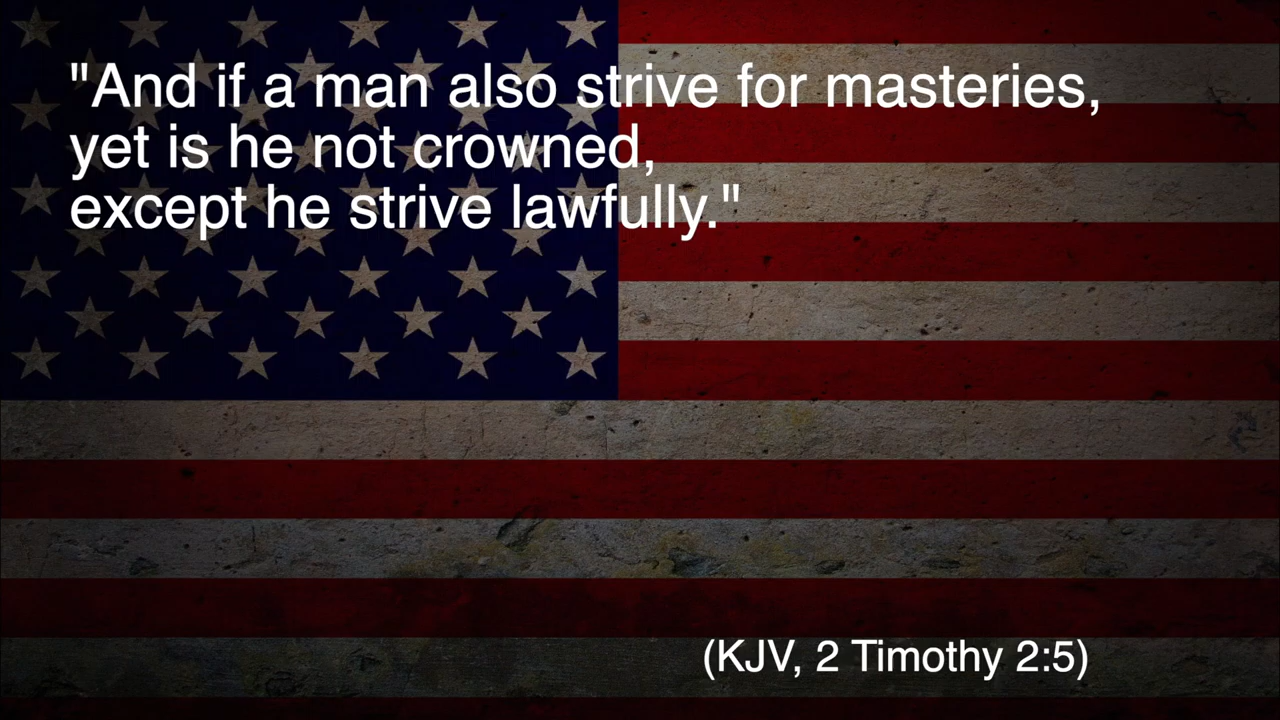 "And if a man also strive for masteries,
yet is he not crowned,
except he strive lawfully."
(KJV, 2 Timothy 2:5)